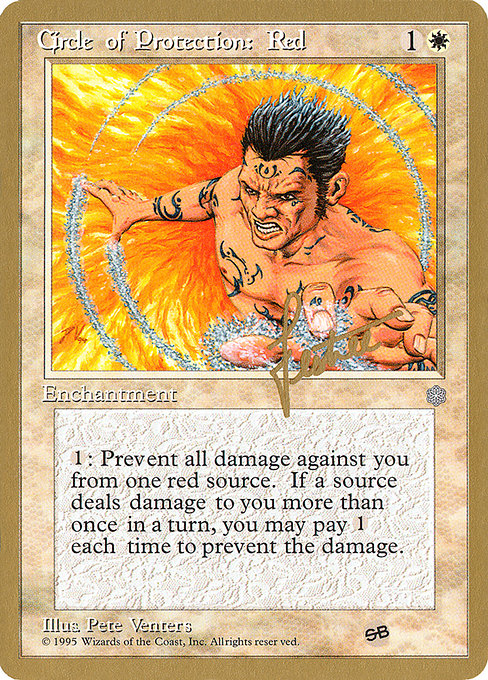 Circle of Protection: Red 1
Enchantment
1: Prevent all damage against you
from one red source. If a source
deals damage to you more than
once in a turn, you may pay 1
each time to prevent the damage.
Illus. Pete Venters
© 1995 Wizards of the Coast, Inc. All rights reserved.
SB